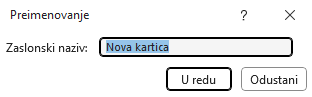 Preimenovanje ?
Zaslonski naziv: Nova kartica
U redu Odustani